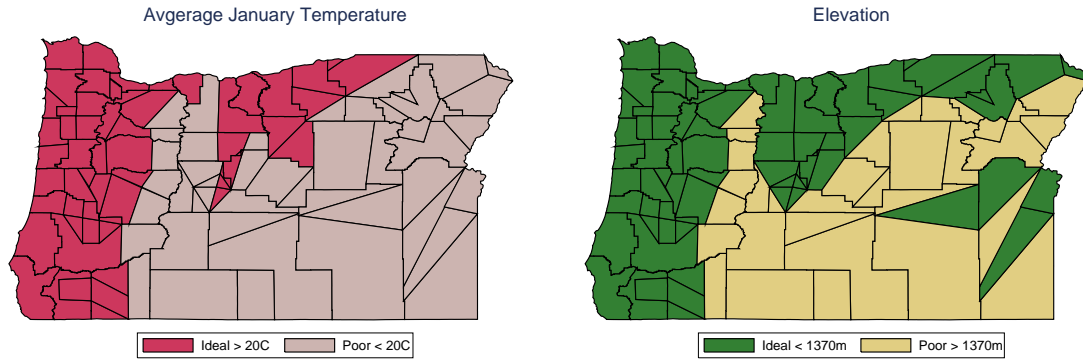 Avgerage January Temperature
Elevation
Ideal > 20C
Poor < 20C
Ideal < 1370m
Poor > 1370m